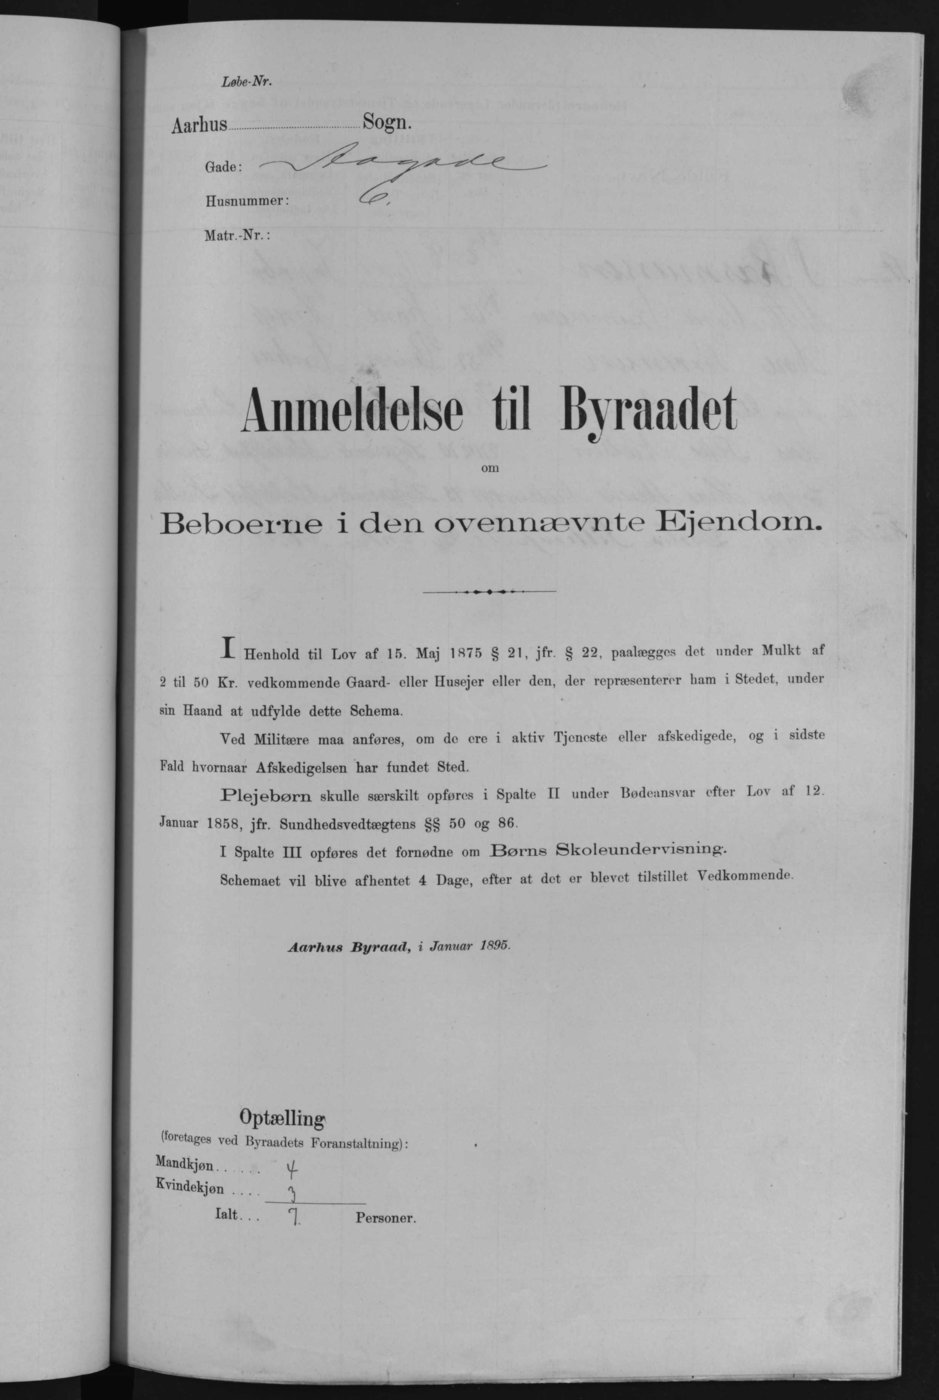 Løbe-Nr.
Aarhus Sogn.
Gade: Aagade
Husnummer: 6.
Matr.-Nr.:
Anmeldelse til Byraadet
om
Beboerne i den ovennævnte Ejendom.
I Henhold til Lov af 15. Maj 1875 § 21, jfr. § 22, paalægges det under Mulkt af
2 til 50 Kr. vedkommende Gaard- eller Husejer eller den, der repræsenterer ham i Stedet, under
sin Haand at udfylde dette Schema.
Ved Militære maa anføres, om de ere i aktiv Tjeneste eller afskedigede, og i sidste
Fald hvornaar Afskedigelsen har fundet Sted.
Plejebørn skulle særskilt opføres i Spalte II under Bødeansvar efter Lov af 12.
Januar 1858, jfr. Sundhedsvedtægtens §§ 50 og 86.
I Spalte III opføres det fornødne om Børns Skoleundervisning.
Schemaet vil blive afhentet 4 Dage, efter at det er blevet tilstillet Vedkommende.
Aarhus Byraad, i Januar 1895.
Optælling
(foretages ved Byraadets Foranstaltning):
Mandkjøn...... 4
Kvindekjøn .... 3
Ialt... 7. Personer.